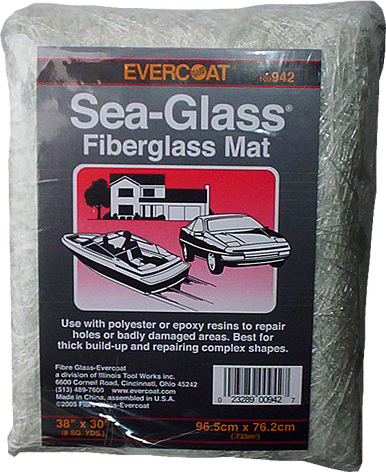 EVERCOAT
100942
Sea-Glass®
Fiberglass Mat
Use with polyester or epoxy resins to repair
holes or badly damaged areas. Best for
thick build-up and repairing complex shapes.
Fibre Glass-Evercoat
a division of Illinois Tool Works Inc.
6600 Cornell Road, Cincinnati, Ohio 45242
(513) 489-7600 www.evercoat.com
Made in China, assembled in U.S.A.
©2005 Fibre Glass-Evercoat
0 23289 00942 7
38" x 30"
(8 SQ. YDS.)
96.5cm x 76.2cm
(.735m²)